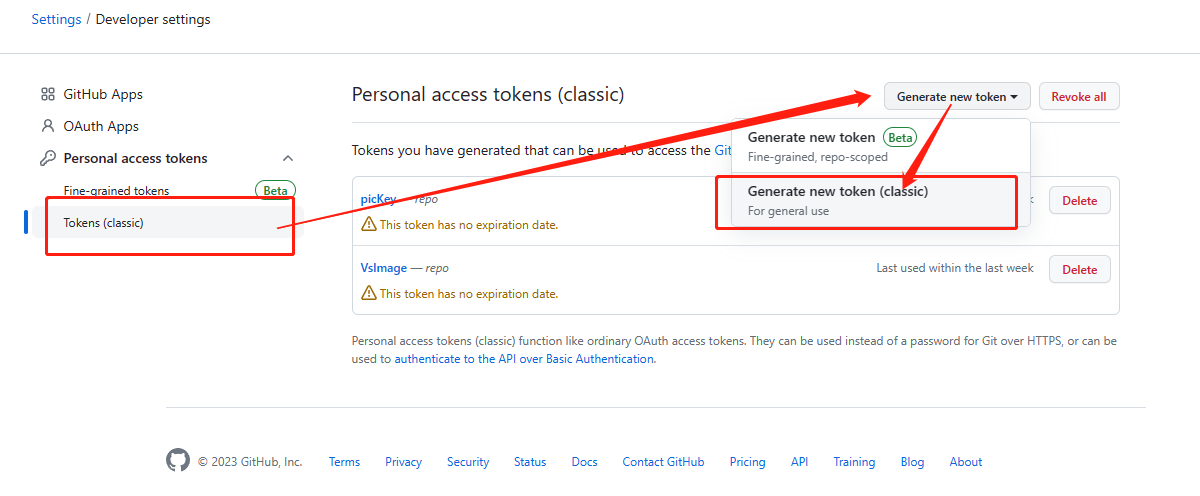 Settings / Developer settings
GitHub Apps
OAuth Apps
Personal access tokens
Fine-grained tokens Beta
Tokens (classic)
Personal access tokens (classic)
Generate new token
Revoke all
Generate new token Beta
Fine-grained, repo-scoped
Generate new token (classic)
For general use
Tokens you have generated that can be used to access the Git
picKey — repo
Delete
This token has no expiration date.
VsImage — repo
Last used within the last week
Delete
This token has no expiration date.
Personal access tokens (classic) function like ordinary OAuth access tokens. They can be used instead of a password for Git over HTTPS, or can be
used to authenticate to the API over Basic Authentication.
© 2023 GitHub, Inc. Terms Privacy Security Status Docs Contact GitHub Pricing API Training Blog About